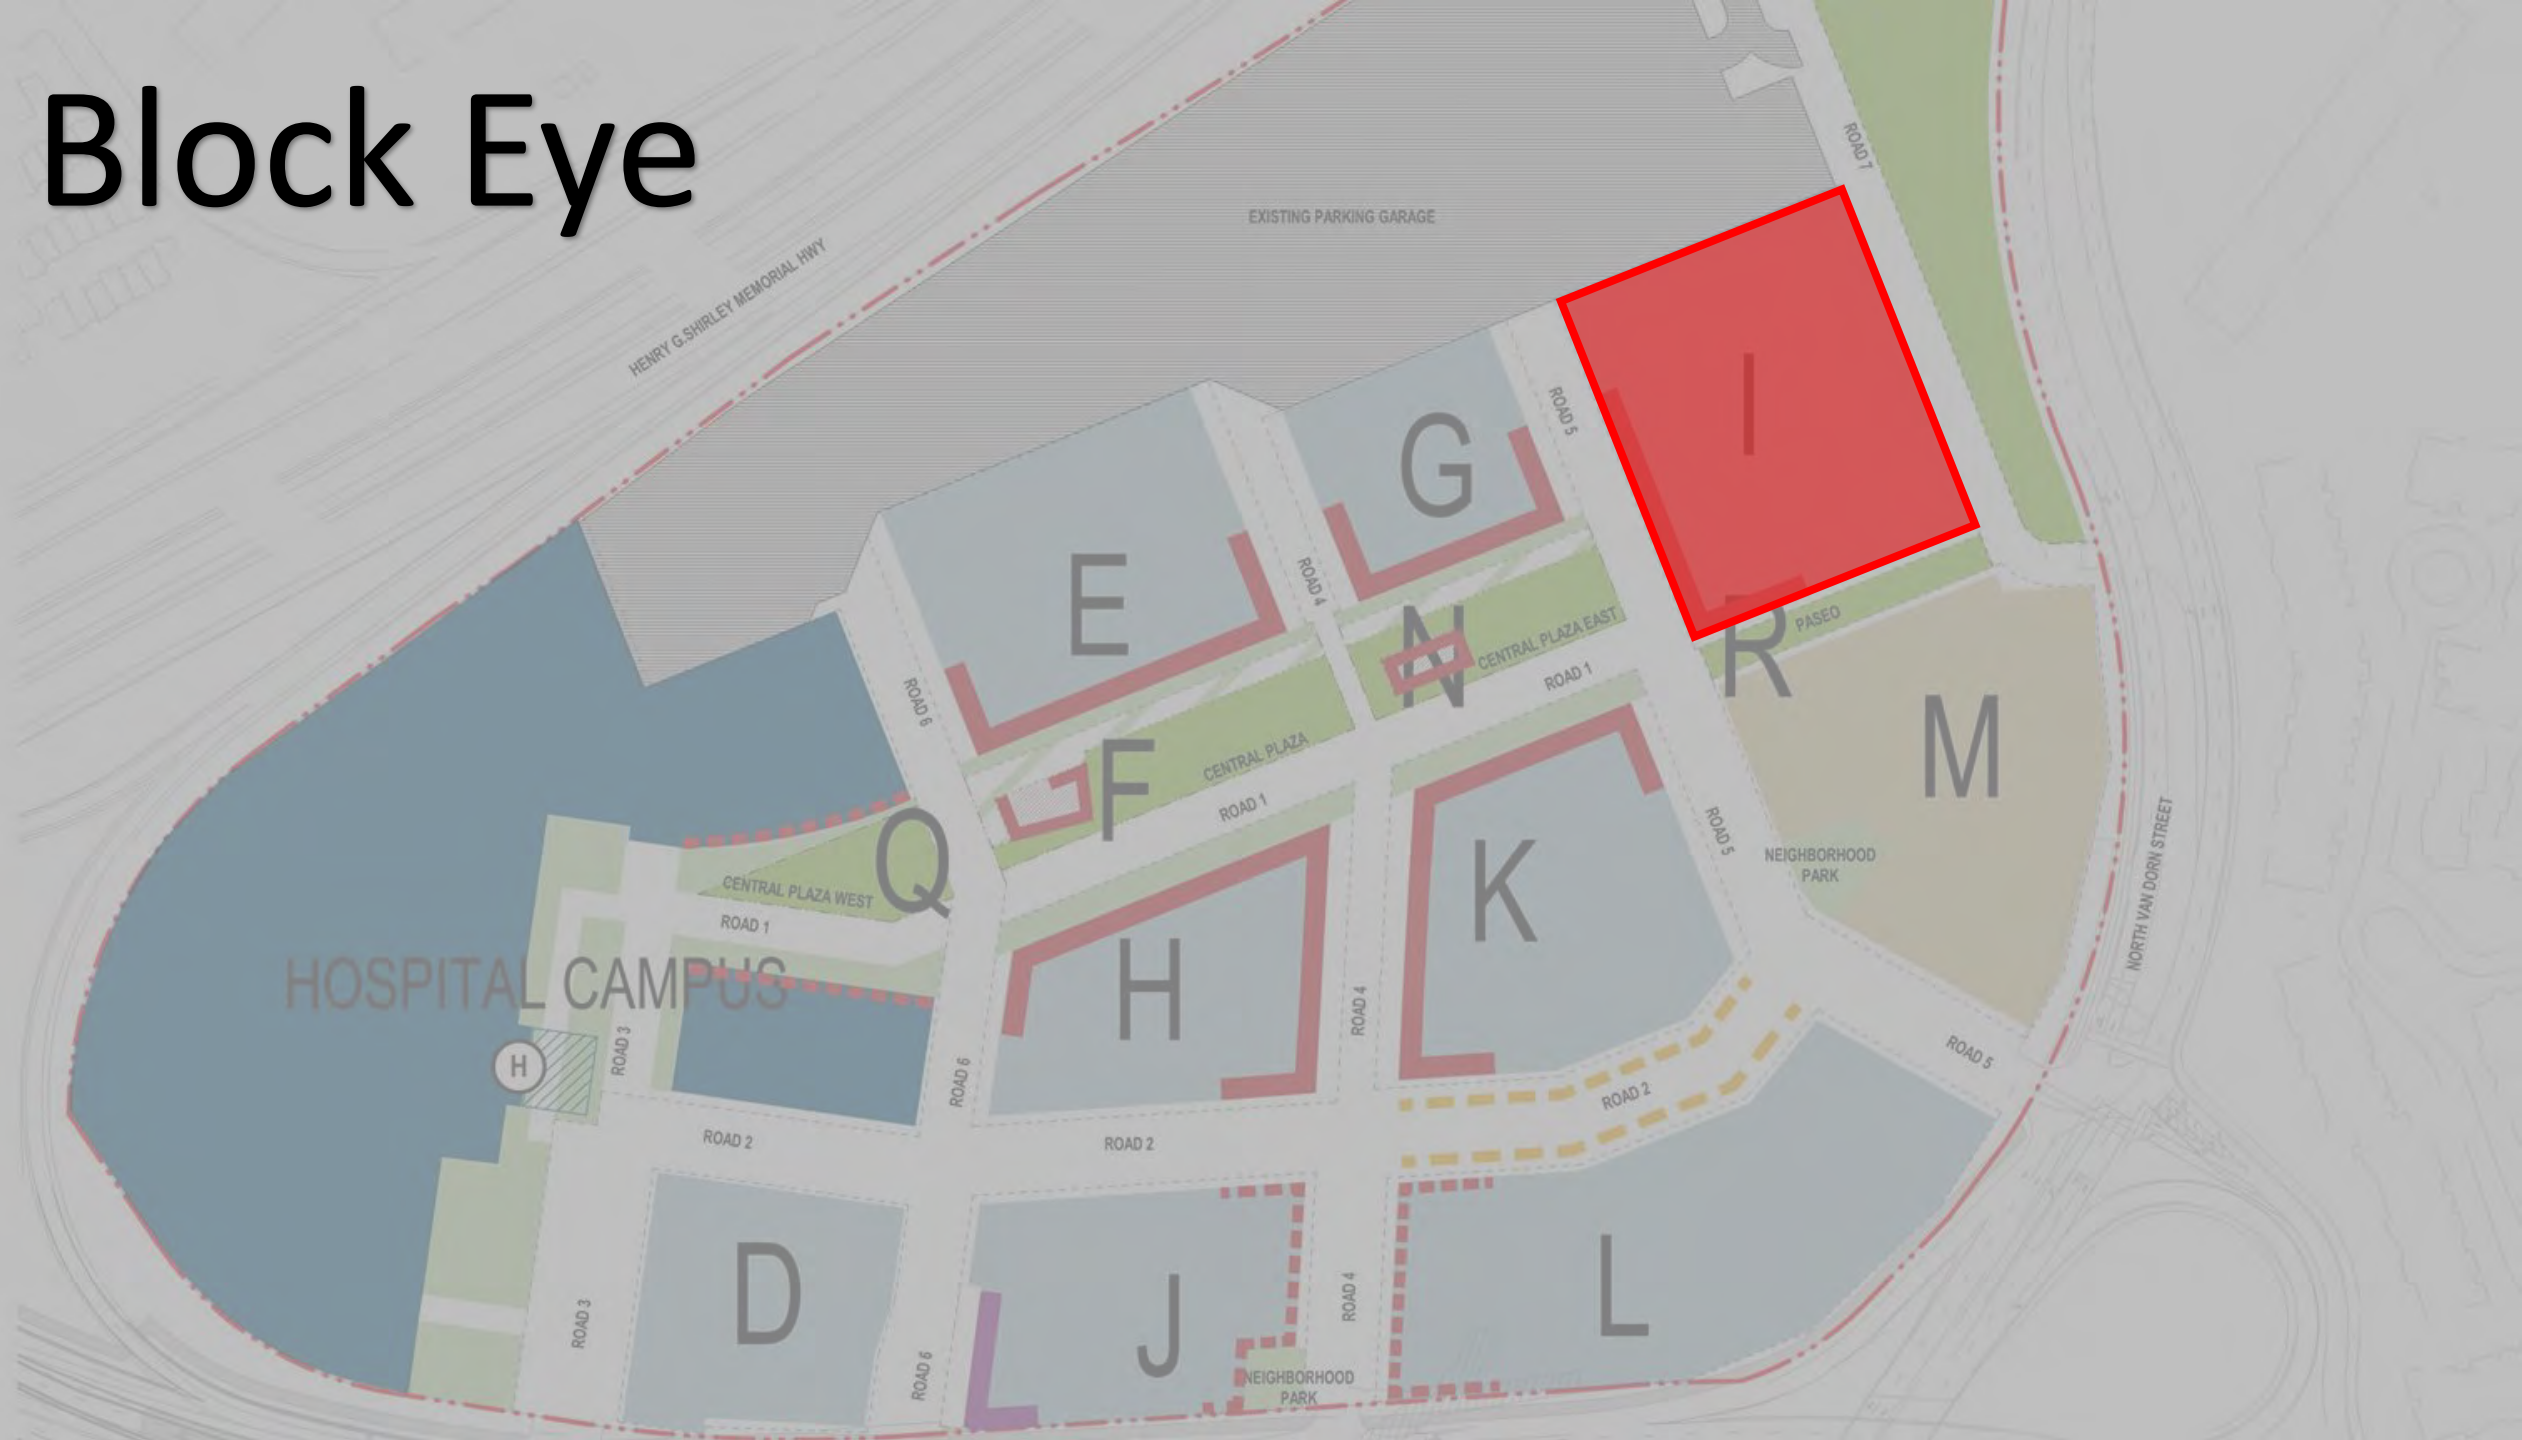 Block Eye
ROAD 7
EXISTING PARKING GARAGE
HENRY G.SHIRLEY MEMORIAL HWY
I
ROAD 5
G
E
ROAD 4
N
CENTRAL PLAZA EAST
R
PASEO
ROAD 1
ROAD 6
M
F
CENTRAL PLAZA
ROAD 1
Q
CENTRAL PLAZA WEST
ROAD 1
K
ROAD 5
NEIGHBORHOOD
PARK
NORTH VAN DORN STREET
HOSPITAL CAMPUS
H
H
ROAD 3
ROAD 6
ROAD 4
ROAD 5
ROAD 2
ROAD 2
ROAD 2
D
J
L
ROAD 3
ROAD 6
ROAD 4
NEIGHBORHOOD
PARK